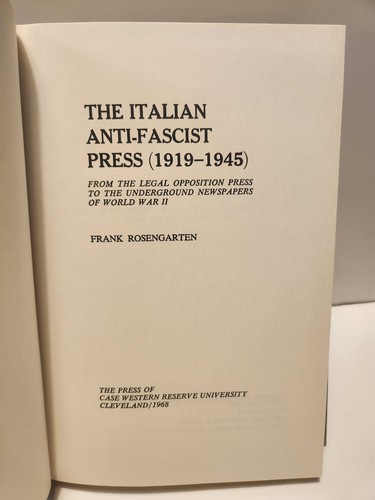 THE ITALIAN
ANTI-FASCIST
PRESS (1919–1945)
FROM THE LEGAL OPPOSITION PRESS
TO THE UNDERGROUND NEWSPAPERS
OF WORLD WAR II
FRANK ROSENGARTEN
THE PRESS OF
CASE WESTERN RESERVE UNIVERSITY
CLEVELAND/1968